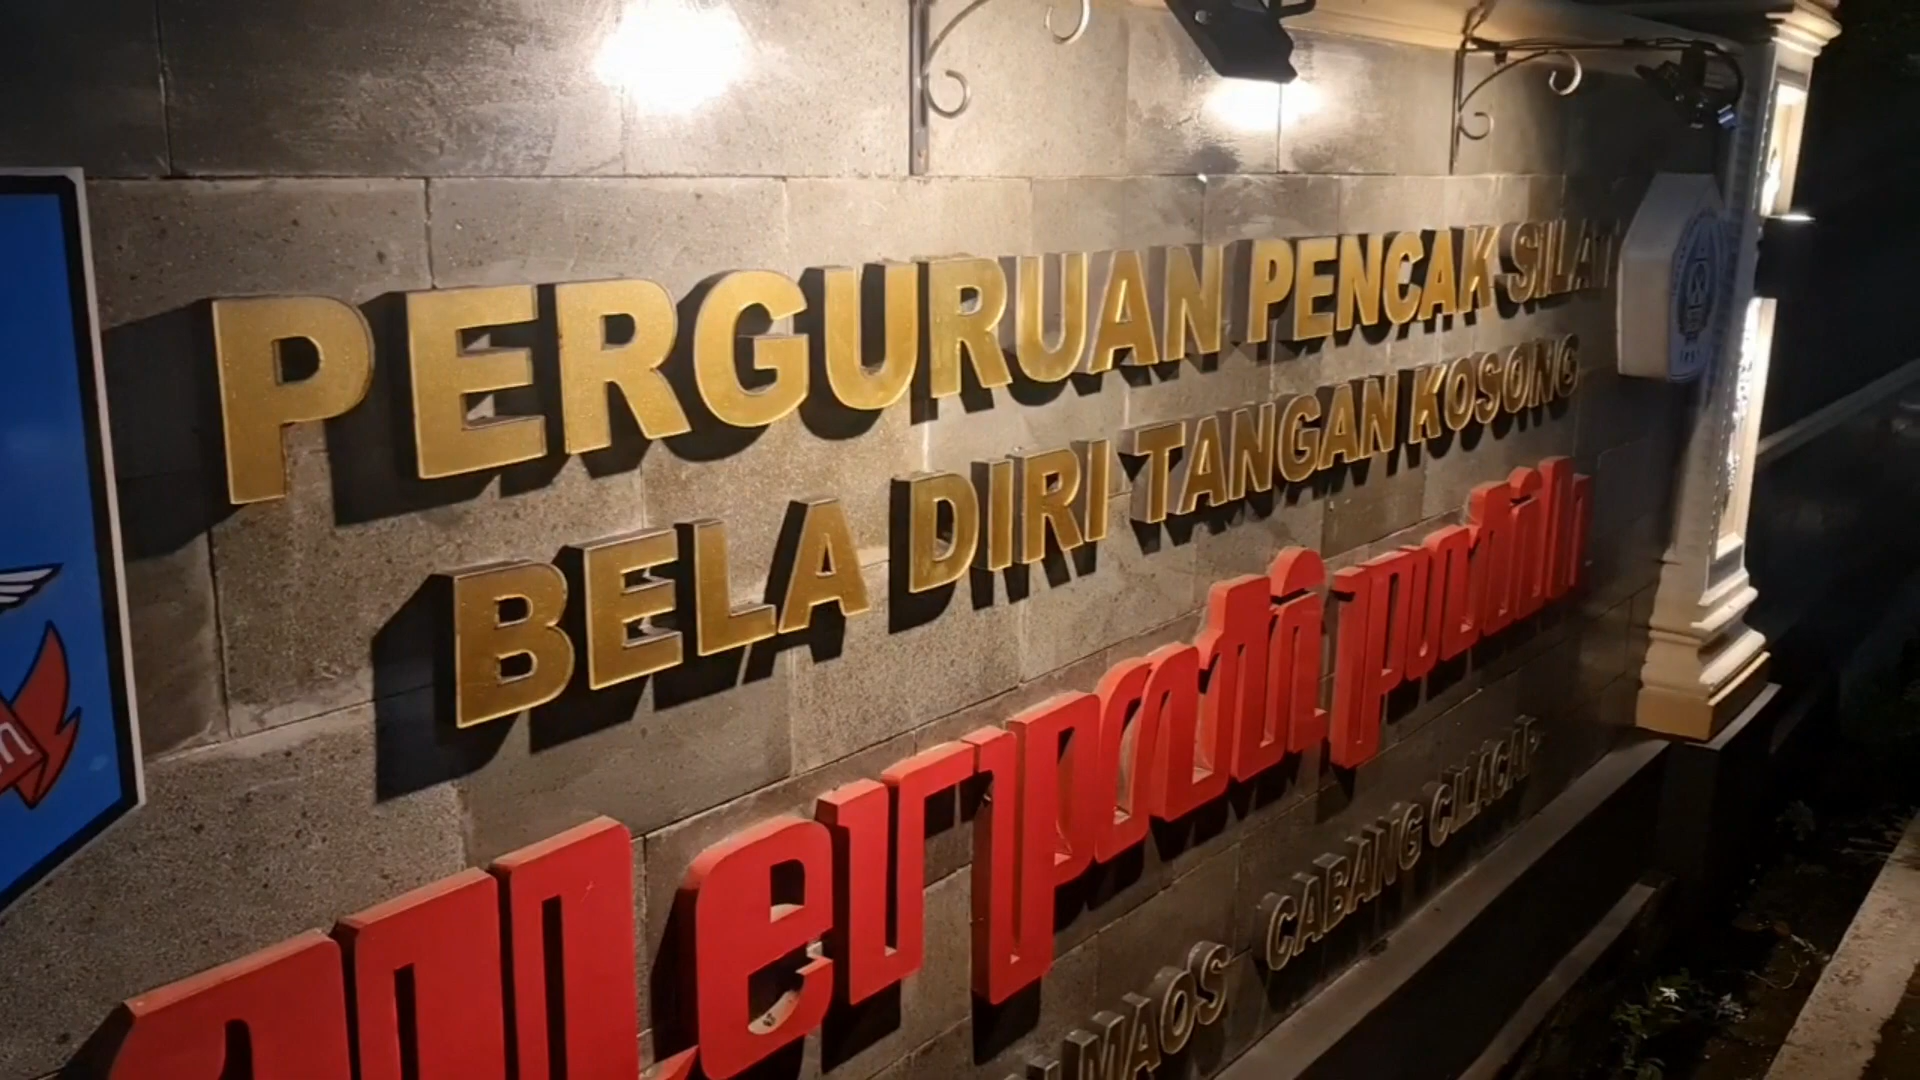 PERGURUAN PENCAK SILAT
BELA DIRI TANGAN KOSONG
merpati putih
MAOS CABANG CILACAP